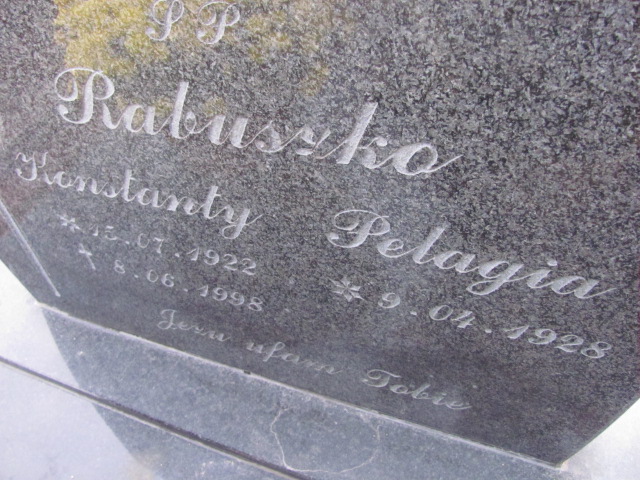 Ś P
Rabuszko
Konstanty Pelagia
* 15.07.1922
* 9.04.1928
† 8.06.1998
Jezu ufam Tobie